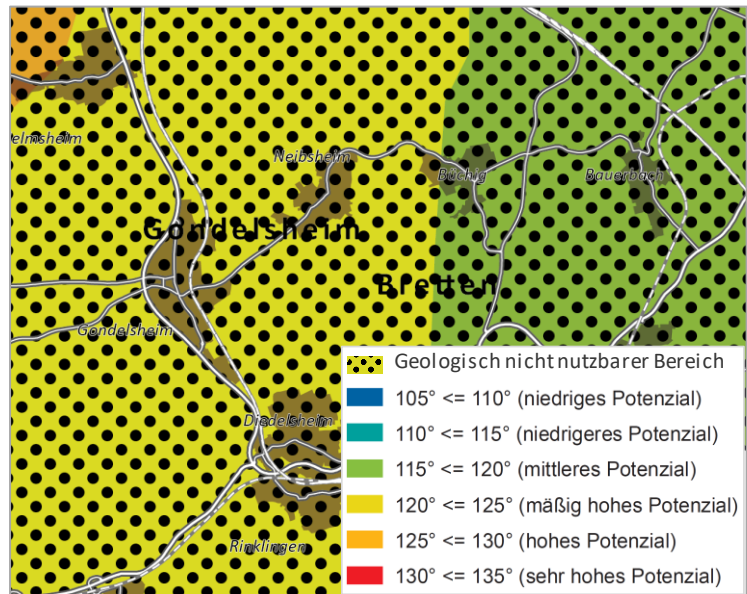 elmsheim
Neibsheim
Büchig
Bauerbach
Gondelsheim
Bretten
Gondelsheim
Diedelsheim
Rinklingen
Geologisch nicht nutzbarer Bereich
105° <= 110° (niedriges Potenzial)
110° <= 115° (niedrigeres Potenzial)
115° <= 120° (mittleres Potenzial)
120° <= 125° (mäßig hohes Potenzial)
125° <= 130° (hohes Potenzial)
130° <= 135° (sehr hohes Potenzial)